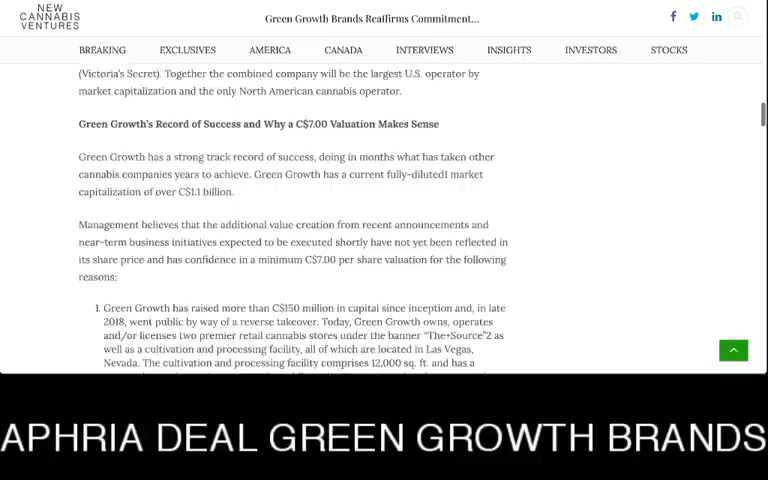 NEW
CANNABIS
VENTURES
Green Growth Brands Reaffirms Commitment...
BREAKING EXCLUSIVES AMERICA CANADA INTERVIEWS INSIGHTS INVESTORS STOCKS
(Victoria's Secret). Together the combined company will be the largest U.S. operator by
market capitalization and the only North American cannabis operator.
Green Growth's Record of Success and Why a C$7.00 Valuation Makes Sense
Green Growth has a strong track record of success, doing in months what has taken other
cannabis companies years to achieve. Green Growth has a current fully-diluted1 market
capitalization of over C$1.1 billion.
Management believes that the additional value creation from recent announcements and
near-term business initiatives expected to be executed shortly have not yet been reflected in
its share price and has confidence in a minimum C$7.00 per share valuation for the following
reasons:
1. Green Growth has raised more than C$150 million in capital since inception and, in late
2018, went public by way of a reverse takeover. Today, Green Growth owns, operates
and/or licenses two premier retail cannabis stores under the banner "The+Source"2 as
well as a cultivation and processing facility, all of which are located in Las Vegas,
Nevada. The cultivation and processing facility comprises 12,000 sq. ft. and has a
APHRIA DEAL GREEN GROWTH BRANDS